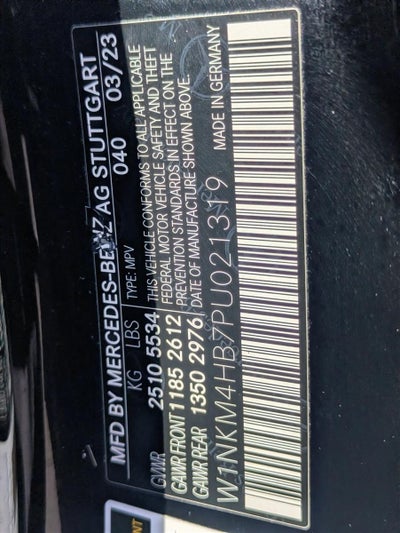 MFD BY MERCEDES-BENZ AG STUTTGART
040 03/23
KG LBS TYPE: MPV
GVWR 2510 5534
GAWR FRONT 1185 2612
GAWR REAR 1350 2976
THIS VEHICLE CONFORMS TO ALL APPLICABLE
FEDERAL MOTOR VEHICLE SAFETY AND THEFT
PREVENTION STANDARDS IN EFFECT ON THE
DATE OF MANUFACTURE SHOWN ABOVE.
W1NKM4HB7PU021319 MADE IN GERMANY